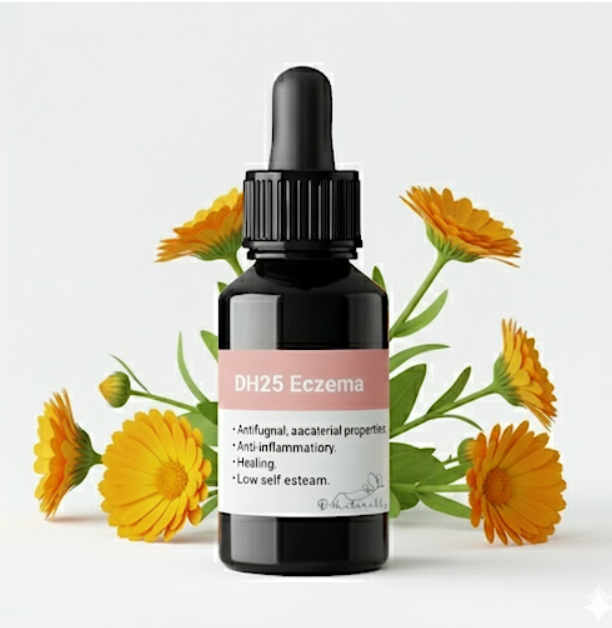 DH25 Eczema
• Antifugnal, aacaterial properties.
• Anti-inflammatiory.
• Healing.
• Low self esteam.